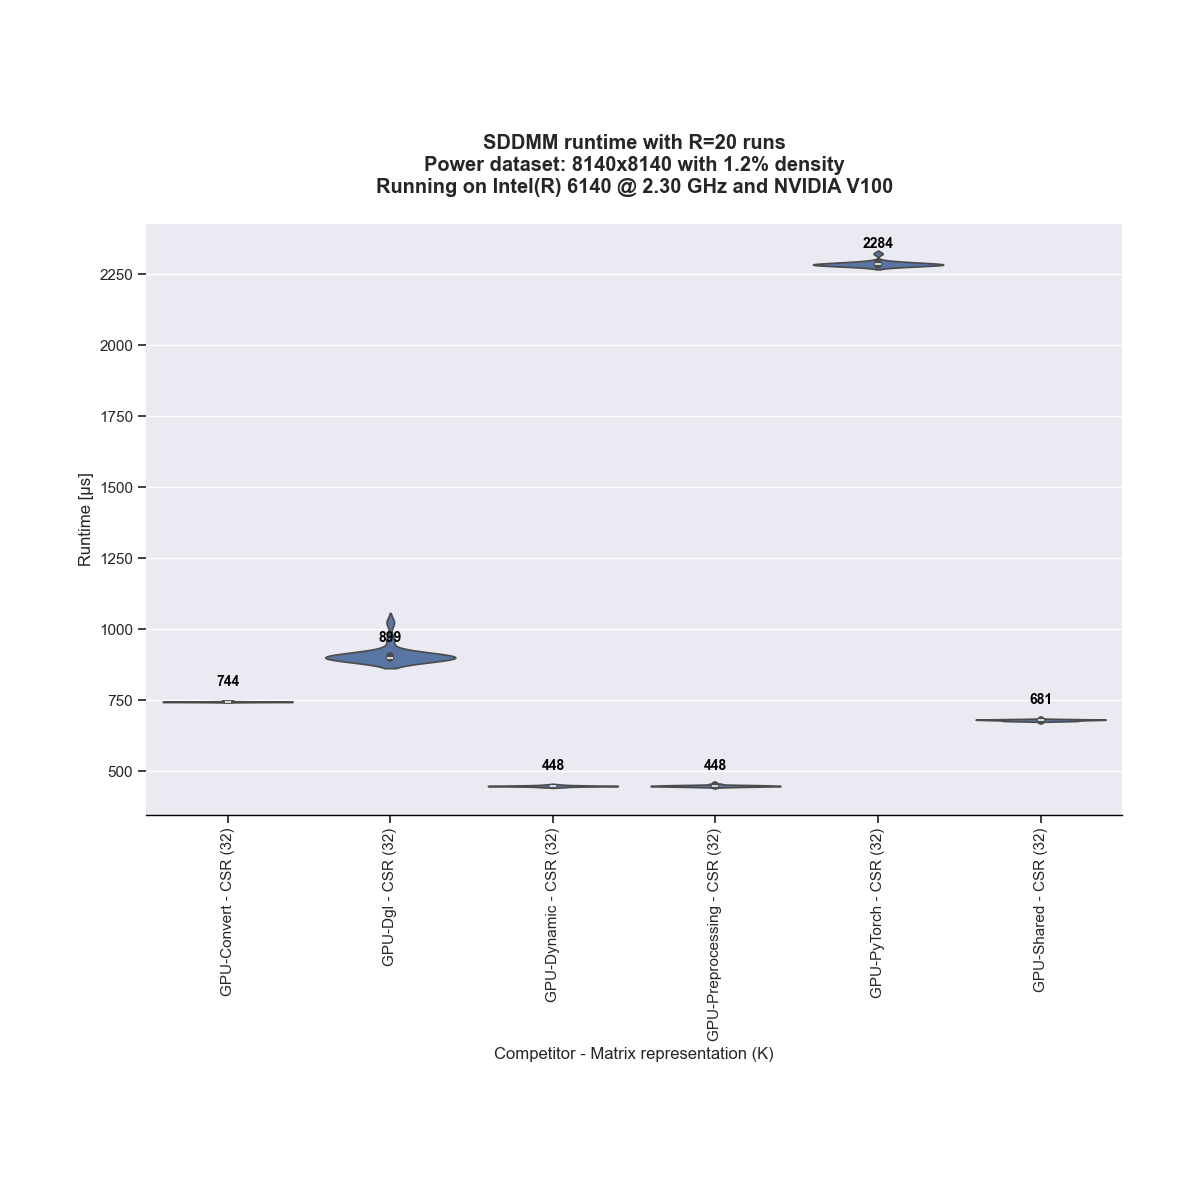 SDDMM runtime with R=20 runs
Power dataset: 8140x8140 with 1.2% density
Running on Intel(R) 6140 @ 2.30 GHz and NVIDIA V100
Runtime [μs]
2250
2000
1750
1500
1250
1000
750
500
744
899
448
448
2284
681
GPU-Convert - CSR (32)
GPU-Dgl - CSR (32)
GPU-Dynamic - CSR (32)
GPU-Preprocessing - CSR (32)
GPU-PyTorch - CSR (32)
GPU-Shared - CSR (32)
Competitor - Matrix representation (K)